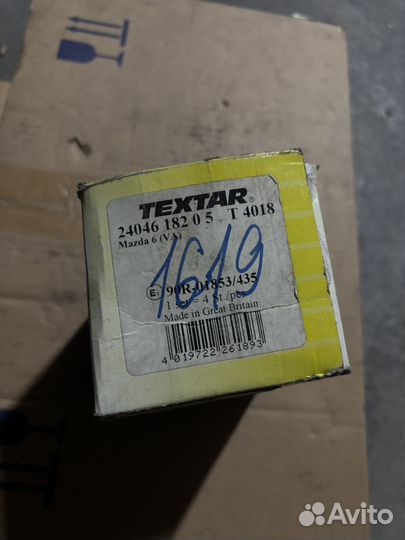 TEXTAR®
24046 182 0 5 T 4018
Mazda 6 (VA)
1619
90R-01853/435
1 set = 4 St./pcs
Made in Great Britain
4 019722 261893
Avito